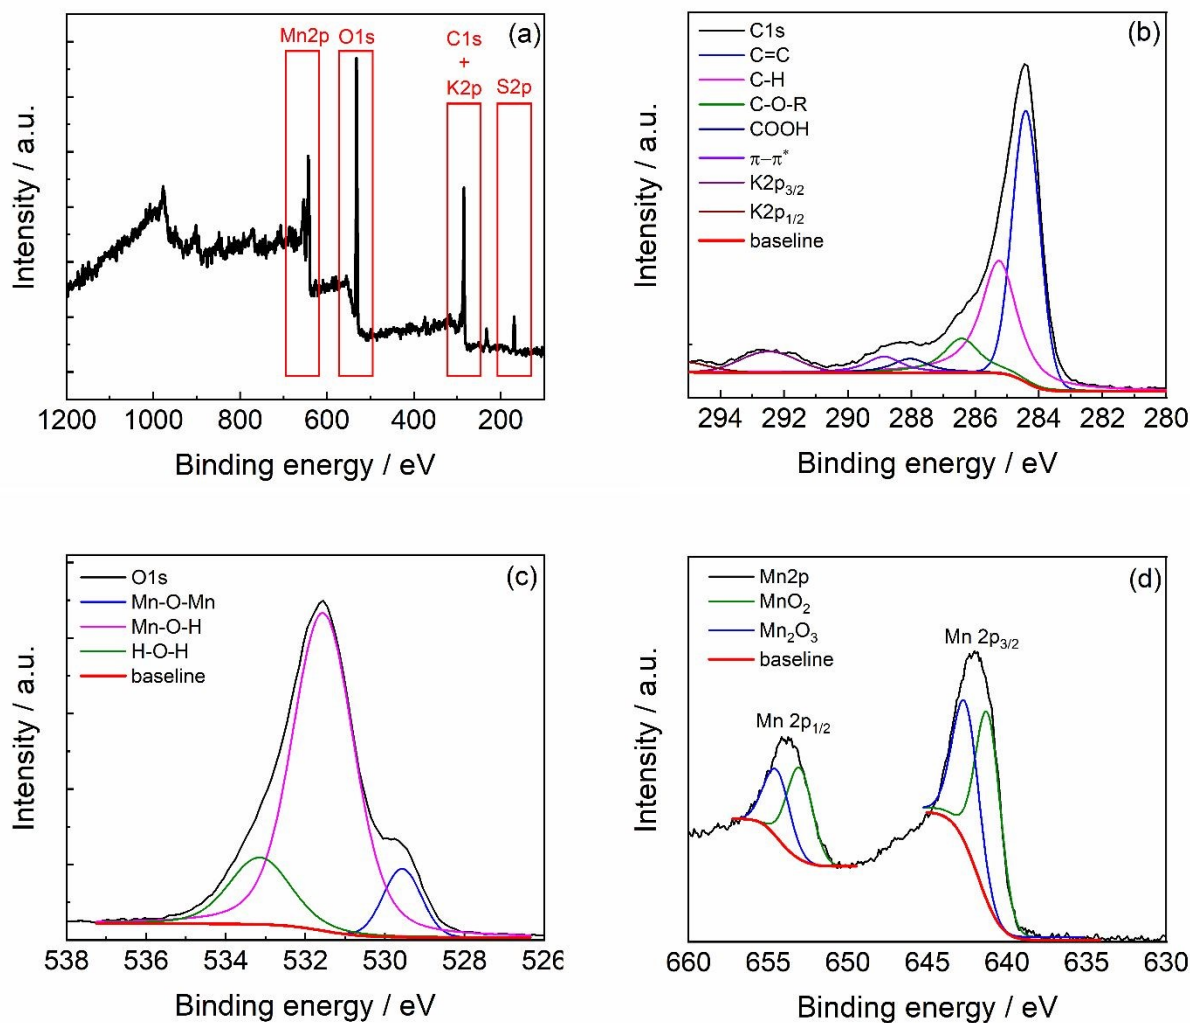 Mn2p O1s C1s (a)
+
K2p S2p
Intensity / a.u.
1200 1000 800 600 400 200
Binding energy / eV
(b)
C1s
C=C
C-H
C-O-R
COOH
π–π*
K2p3/2
K2p1/2
baseline
Intensity / a.u.
294 292 290 288 286 284 282 280
Binding energy / eV
(c)
O1s
Mn-O-Mn
Mn-O-H
H-O-H
baseline
Intensity / a.u.
538 536 534 532 530 528 526
Binding energy / eV
(d)
Mn2p
MnO2
Mn2O3
baseline
Mn 2p3/2
Mn 2p1/2
Intensity / a.u.
660 655 650 645 640 635 630
Binding energy / eV